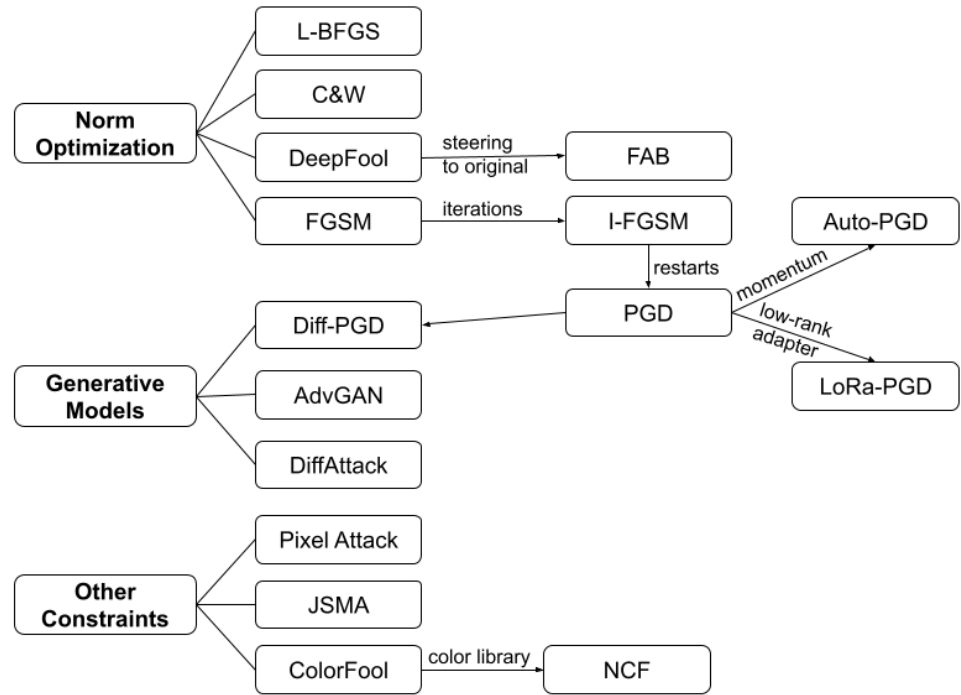 L-BFGS
Norm
Optimization
C&W
DeepFool
steering
to original
FAB
FGSM
iterations
I-FGSM
Auto-PGD
restarts
momentum
PGD
low-rank
adapter
LoRa-PGD
Diff-PGD
Generative
Models
AdvGAN
DiffAttack
Pixel Attack
Other
Constraints
JSMA
ColorFool
color library
NCF